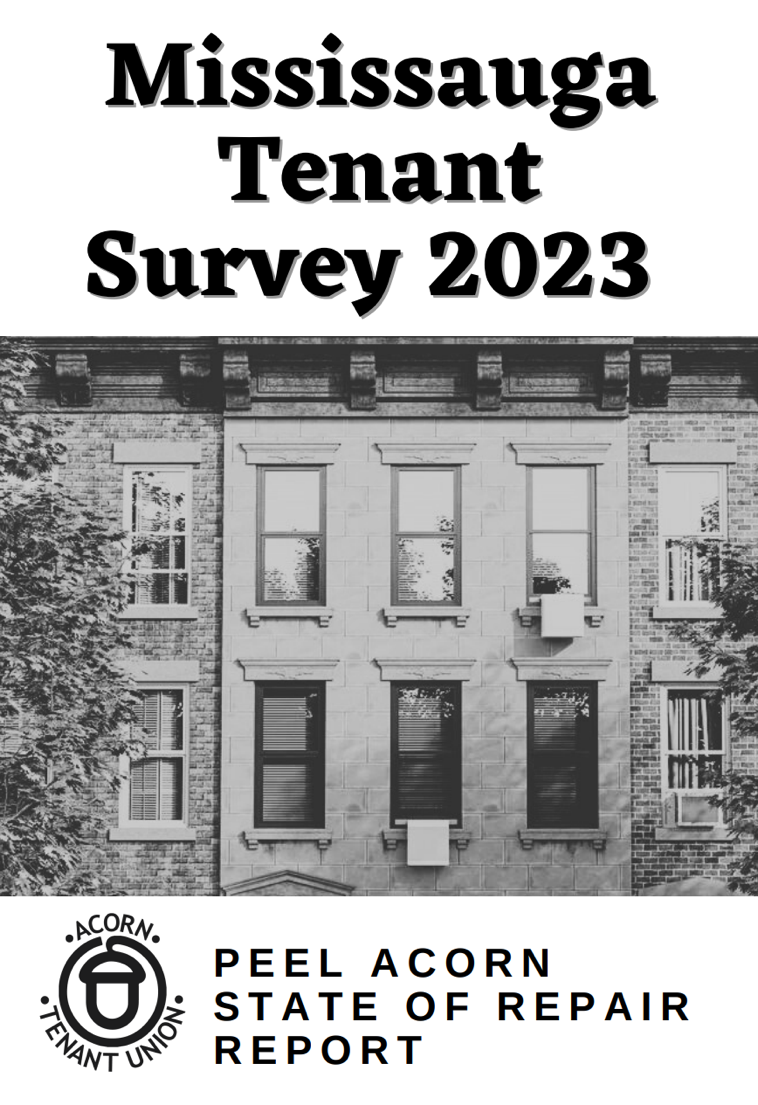 Mississauga
Tenant
Survey 2023
ACORN
TENANT UNION
PEEL ACORN
STATE OF REPAIR
REPORT